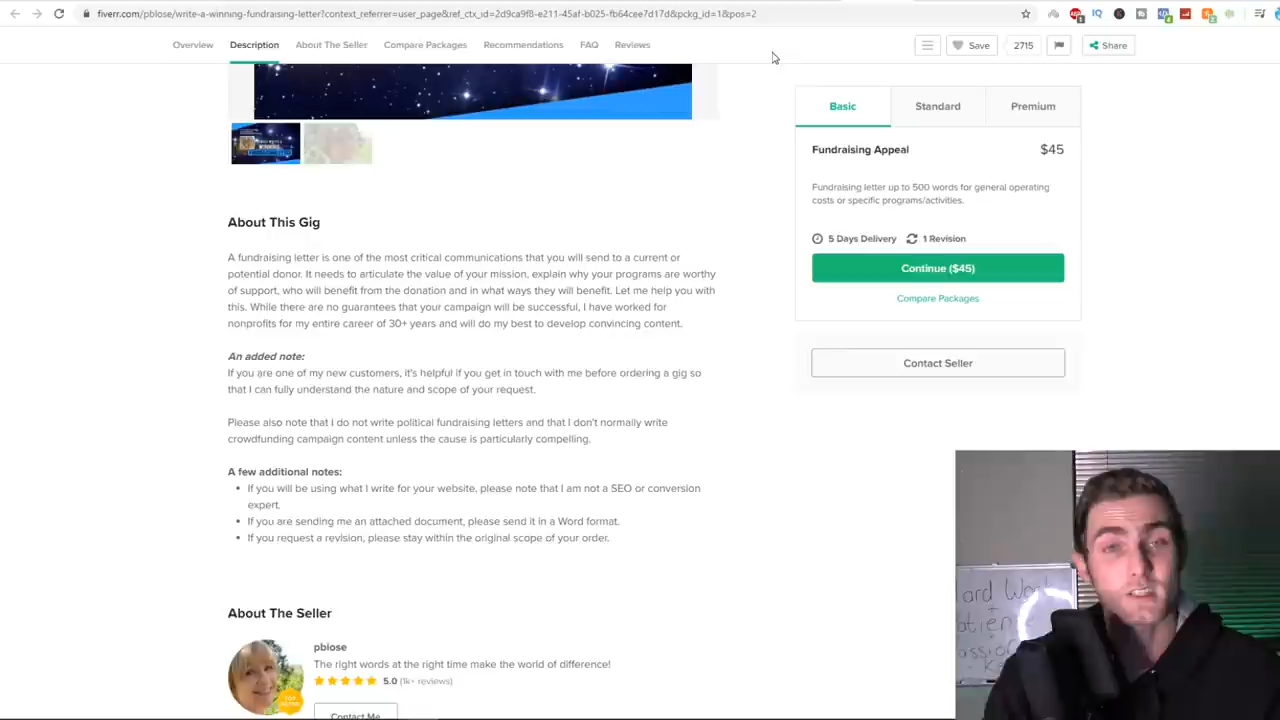 fiverr.com/pblose/write-a-winning-fundraising-letter?context_referrer=user_page&ref_ctx_id=2d9ca9f8-e211-45af-b025-fb64cee7d17d&pckg_id=1&pos=2
Overview Description About The Seller Compare Packages Recommendations FAQ Reviews
Save 2715 Share
Basic Standard Premium
Fundraising Appeal $45
Fundraising letter up to 500 words for general operating
costs or specific programs/activities.
5 Days Delivery 1 Revision
Continue ($45)
Compare Packages
Contact Seller
About This Gig
A fundraising letter is one of the most critical communications that you will send to a current or
potential donor. It needs to articulate the value of your mission, explain why your programs are worthy
of support, who will benefit from the donation and in what ways they will benefit. Let me help you with
this. While there are no guarantees that your campaign will be successful, I have worked for
nonprofits for my entire career of 30+ years and will do my best to develop convincing content.
An added note:
If you are one of my new customers, it's helpful if you get in touch with me before ordering a gig so
that I can fully understand the nature and scope of your request.
Please also note that I do not write political fundraising letters and that I don't normally write
crowdfunding campaign content unless the cause is particularly compelling.
A few additional notes:
If you will be using what I write for your website, please note that I am not a SEO or conversion
expert.
If you are sending me an attached document, please send it in a Word format.
If you request a revision, please stay within the original scope of your order.
About The Seller
pblose
The right words at the right time make the world of difference!
5.0 (1k+ reviews)
Contact Me